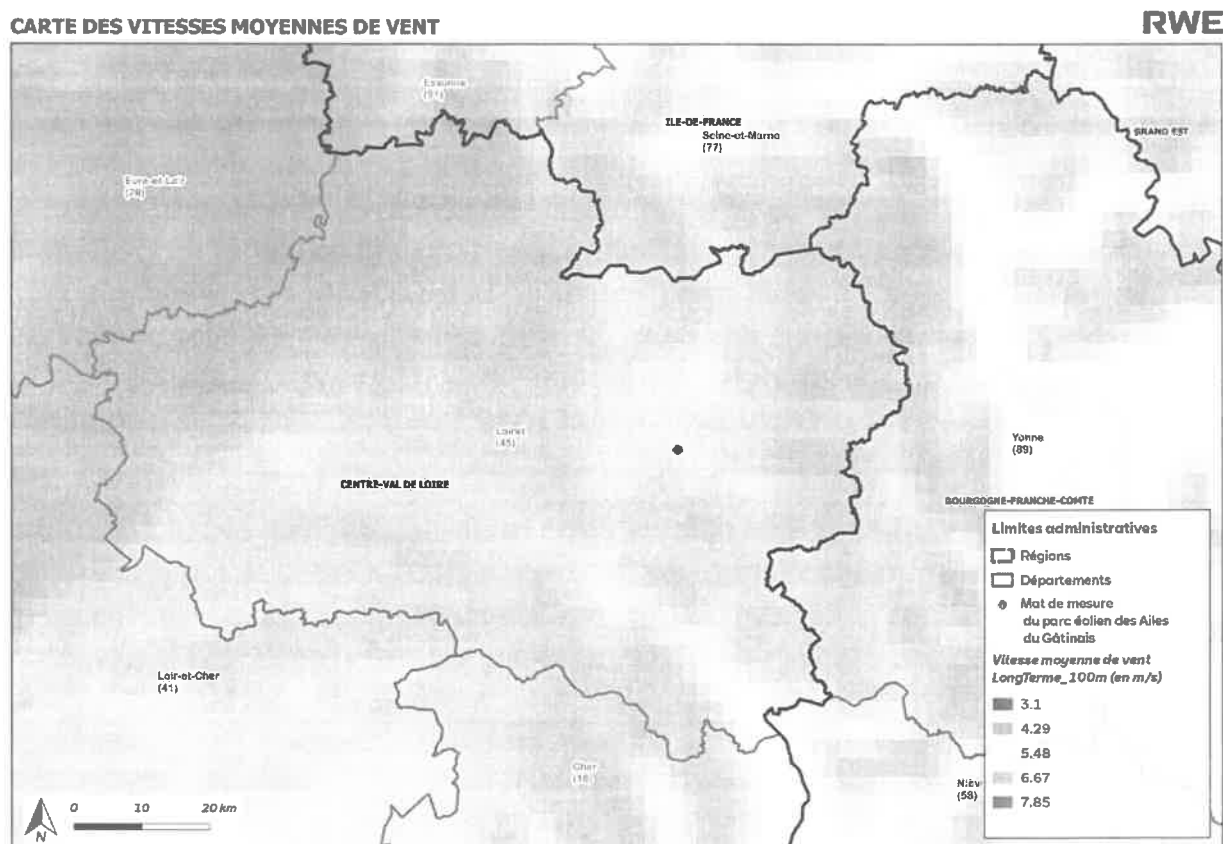 CARTE DES VITESSES MOYENNES DE VENT
RWE
Essonne
(91)
ILE-DE-FRANCE
Seine-et-Marne
(77)
GRAND EST
Eure-et-Loir
(28)
Loiret
(45)
CENTRE-VAL DE LOIRE
Yonne
(89)
BOURGOGNE-FRANCHE-COMTE
Loir-et-Cher
(41)
Cher
(18)
Nièv
(58)
Limites administratives
Régions
Départements
Mat de mesure
du parc éolien des Ailes
du Gâtinais
Vitesse moyenne de vent
LongTerme_100m (en m/s)
3.1
4.29
5.48
6.67
7.85
0 10 20 km
N